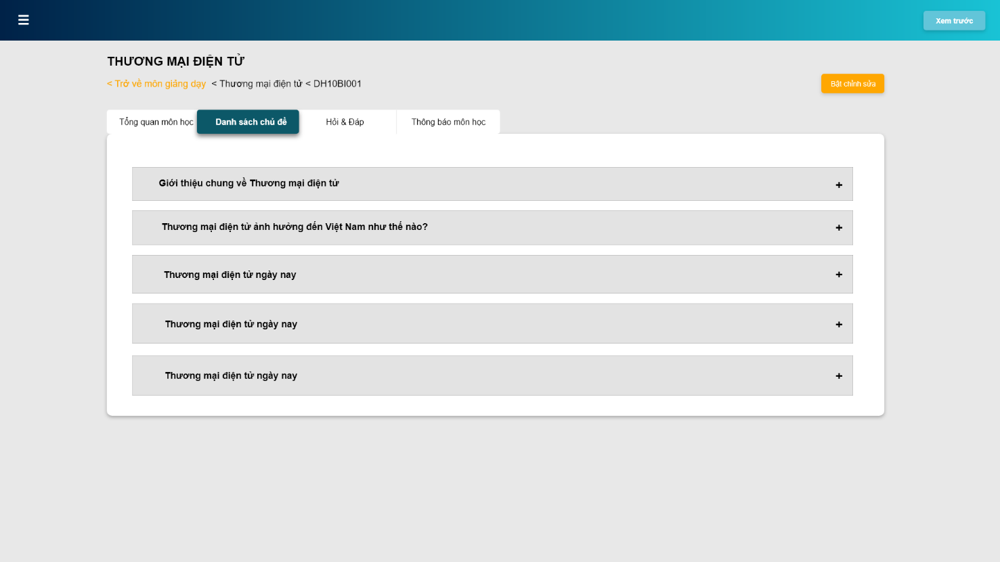 Xem trước
THƯƠNG MẠI ĐIỆN TỬ
< Trở về môn giảng dạy < Thương mại điện tử < DH10BI001
Bật chỉnh sửa
Tổng quan môn học Danh sách chủ đề Hỏi & Đáp Thông báo môn học
Giới thiệu chung về Thương mại điện tử +
Thương mại điện tử ảnh hưởng đến Việt Nam như thế nào? +
Thương mại điện tử ngày nay +
Thương mại điện tử ngày nay +
Thương mại điện tử ngày nay +